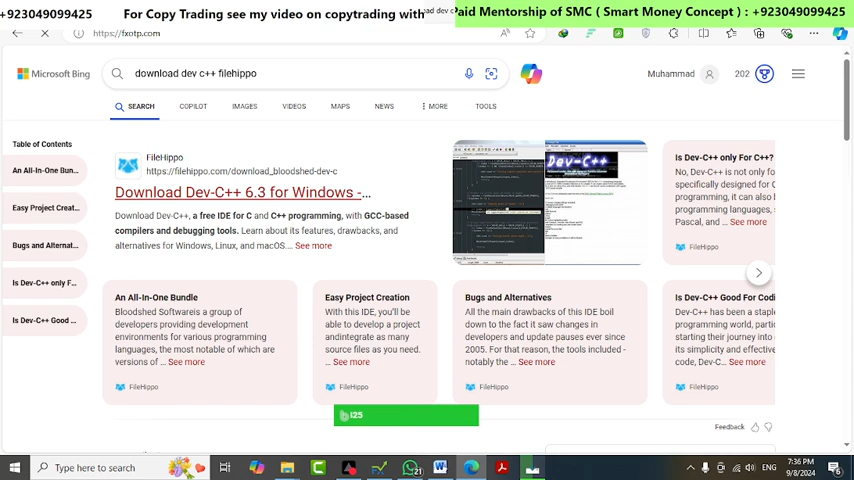 +923049099425
For Copy Trading see my video on copytrading with
Paid Mentorship of SMC ( Smart Money Concept ) : +923049099425
https://fxotp.com
Microsoft Bing
download dev c++ filehippo
Muhammad
202
SEARCH
COPILOT
IMAGES
VIDEOS
MAPS
NEWS
MORE
TOOLS
Table of Contents
An All-In-One Bun...
Easy Project Creat...
Bugs and Alternat...
Is Dev-C++ only F...
Is Dev-C++ Good ...
FileHippo
https://filehippo.com/download_bloodshed-dev-c
Download Dev-C++ 6.3 for Windows -...
Download Dev-C++, a free IDE for C and C++ programming, with GCC-based
compilers and debugging tools. Learn about its features, drawbacks, and
alternatives for Windows, Linux, and macOS.... See more
Dev-C++
Is Dev-C++ only For C++?
No, Dev-C++ is not only fo
specifically designed for C
programming, it can also b
programming languages, s
Pascal, and ... See more
FileHippo
An All-In-One Bundle
Bloodshed Softwareis a group of
developers providing development
environments for various programming
languages, the most notable of which are
versions of ... See more
FileHippo
Easy Project Creation
With this IDE, you'll be
able to develop a project
andintegrate as many
source files as you need.
... See more
FileHippo
Bugs and Alternatives
All the main drawbacks of this IDE boil
down to the fact it saw changes in
developers and update pauses ever since
2005. For that reason, the tools included -
notably the ... See more
FileHippo
Is Dev-C++ Good For Codi
Dev-C++ has been a staple
programming world, partic
starting their journey into c
its simplicity and effective
code, Dev-C... See more
FileHippo
Feedback
Type here to search
21
ENG
7:36 PM
9/8/2024
6